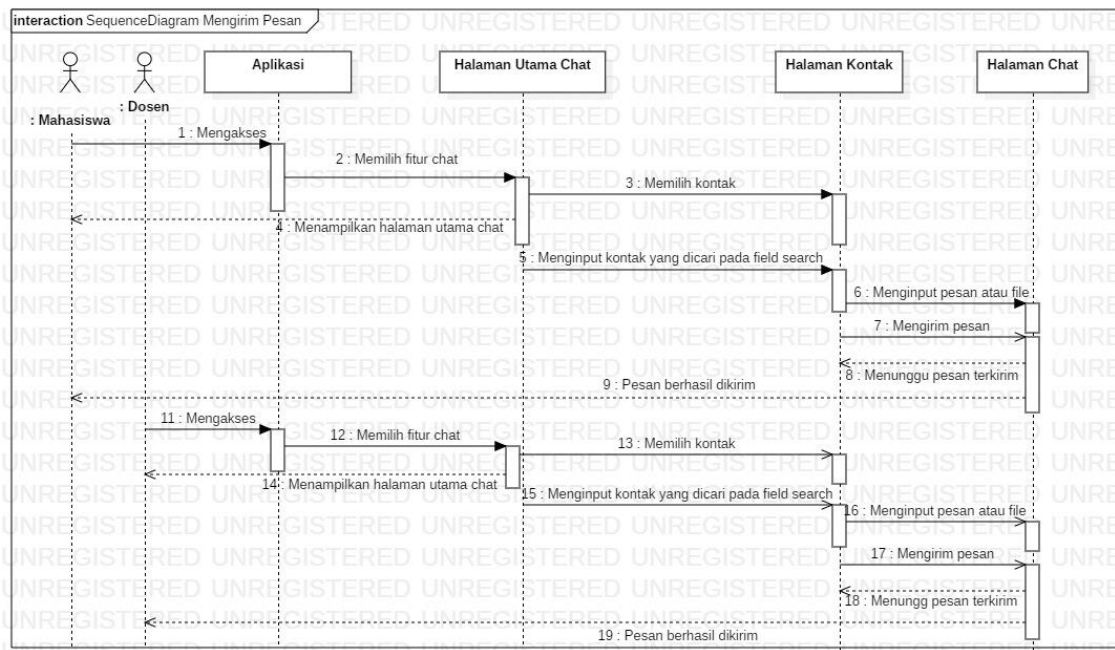 interaction SequenceDiagram Mengirim Pesan
Aplikasi
Halaman Utama Chat
Halaman Kontak
Halaman Chat
: Dosen
: Mahasiswa
1 : Mengakses
2 : Memilih fitur chat
3 : Memilih kontak
4 : Menampilkan halaman utama chat
5 : Menginput kontak yang dicari pada field search
6 : Menginput pesan atau file
7 : Mengirim pesan
8 : Menunggu pesan terkirim
9 : Pesan berhasil dikirim
11 : Mengakses
12 : Memilih fitur chat
13 : Memilih kontak
14 : Menampilkan halaman utama chat
15 : Menginput kontak yang dicari pada field search
16 : Menginput pesan atau file
17 : Mengirim pesan
18 : Menungg pesan terkirim
19 : Pesan berhasil dikirim
UNREGISTERED